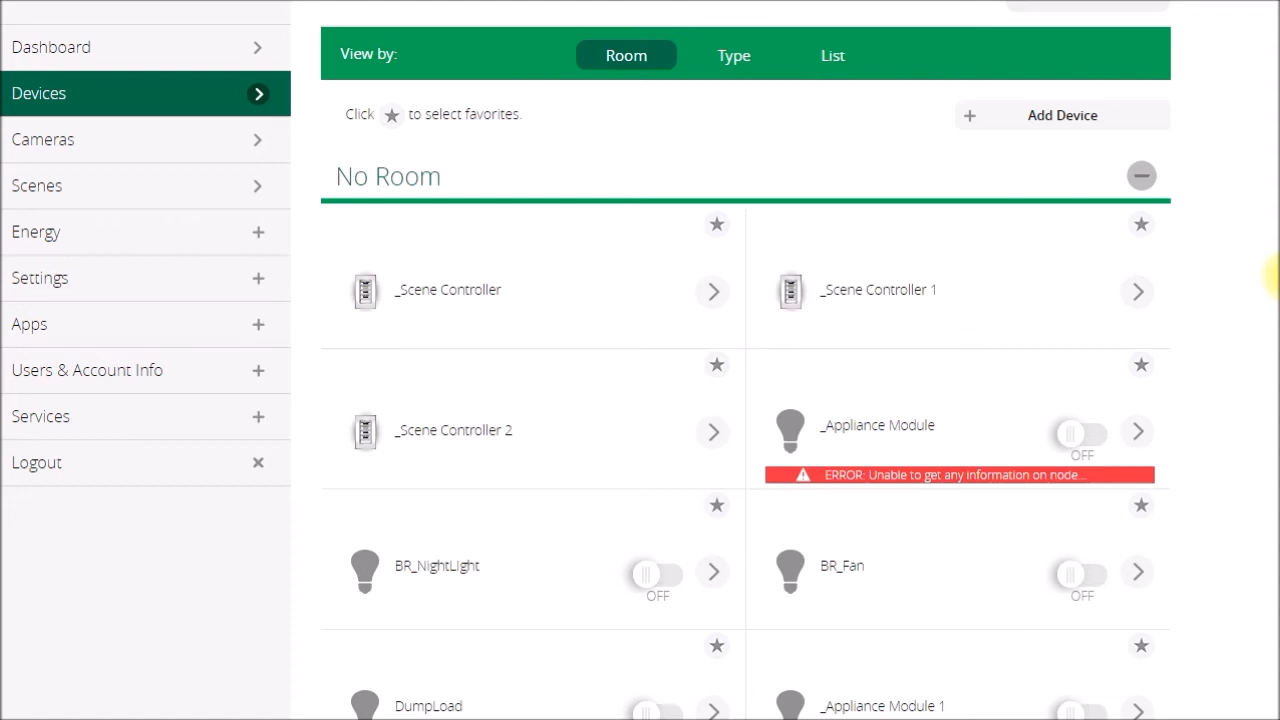 Dashboard
Devices
Cameras
Scenes
Energy
Settings
Apps
Users & Account Info
Services
Logout
View by:
Room
Type
List
Click ★ to select favorites.
+ Add Device
No Room
_Scene Controller
_Scene Controller 1
_Scene Controller 2
_Appliance Module
OFF
ERROR: Unable to get any information on node...
BR_NightLIght
OFF
BR_Fan
OFF
DumpLoad
_Appliance Module 1